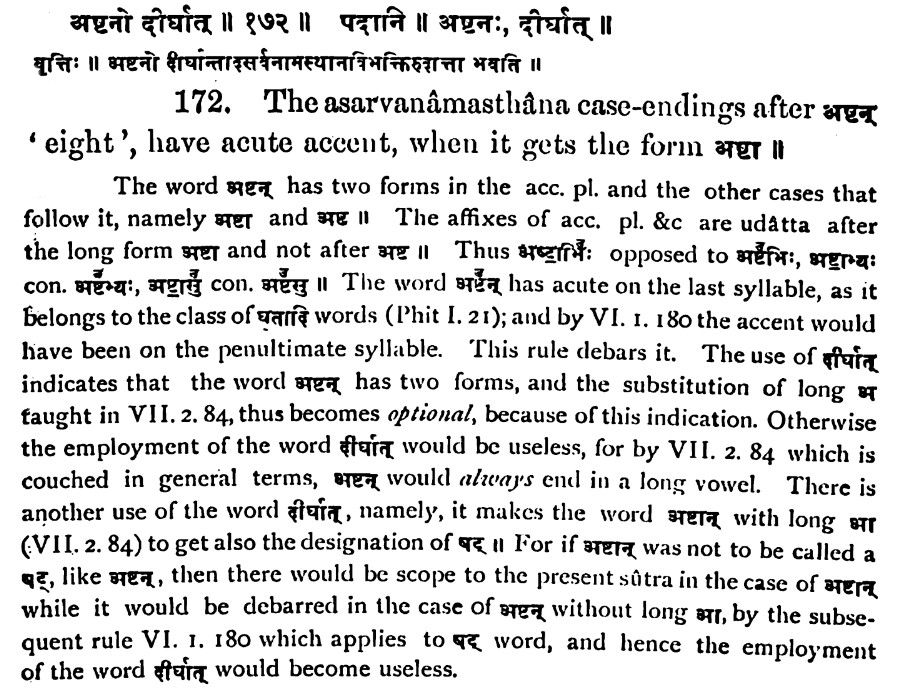 अष्टनो दीर्घात् ॥ १७२ ॥ पदानि ॥ अष्टनः, दीर्घात् ॥
वृत्तिः ॥ अष्टनो दीर्घान्तादसर्वनामस्थानविभक्तिरुदात्ता भवति ॥
172. The asarvanâmasthâna case-endings after अष्टन्
‘eight’, have acute accent, when it gets the form अष्टा ॥
The word अष्टन् has two forms in the acc. pl. and the other cases that
follow it, namely अष्टा and अष्ट ॥ The affixes of acc. pl. &c are udâtta after
the long form अष्टा and not after अष्ट ॥ Thus अष्टाभिः॑ opposed to अष्ट॑भिः, अष्टाभ्यः
con. अष्ट॑भ्यः, अष्टासु॑ con. अष्ट॑सु ॥ The word अष्ट॑न् has acute on the last syllable, as it
belongs to the class of घृतादि words (Phit I. 21); and by VI. 1. 180 the accent would
have been on the penultimate syllable. This rule debars it. The use of दीर्घात्
indicates that the word अष्टन् has two forms, and the substitution of long अ
taught in VII. 2. 84, thus becomes optional, because of this indication. Otherwise
the employment of the word दीर्घात् would be useless, for by VII. 2. 84 which is
couched in general terms, अष्टन् would always end in a long vowel. There is
another use of the word दीर्घात्, namely, it makes the word अष्टान् with long आ
(VII. 2. 84) to get also the designation of षट् ॥ For if अष्टान् was not to be called a
षट्, like अष्टन्, then there would be scope to the present sûtra in the case of अष्टान्
while it would be debarred in the case of अष्टन् without long आ, by the subse-
quent rule VI. 1. 180 which applies to षट् word, and hence the employment
of the word दीर्घात् would become useless.